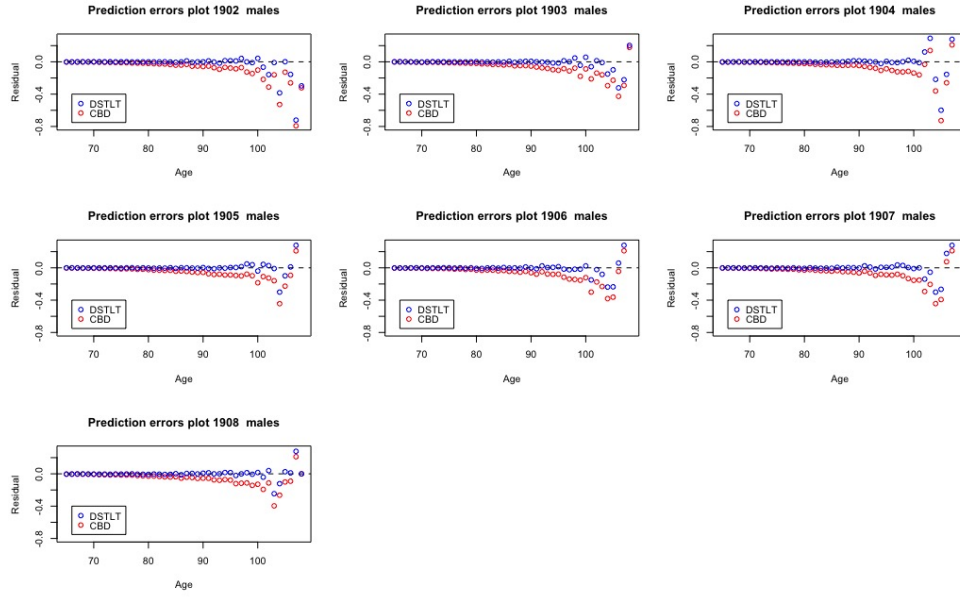 Prediction errors plot 1902 males
Residual
0.0
-0.4
-0.8
DSTLT
CBD
70 80 90 100
Age
Prediction errors plot 1903 males
Residual
0.0
-0.4
-0.8
DSTLT
CBD
70 80 90 100
Age
Prediction errors plot 1904 males
Residual
0.0
-0.4
-0.8
DSTLT
CBD
70 80 90 100
Age
Prediction errors plot 1905 males
Residual
0.0
-0.4
-0.8
DSTLT
CBD
70 80 90 100
Age
Prediction errors plot 1906 males
Residual
0.0
-0.4
-0.8
DSTLT
CBD
70 80 90 100
Age
Prediction errors plot 1907 males
Residual
0.0
-0.4
-0.8
DSTLT
CBD
70 80 90 100
Age
Prediction errors plot 1908 males
Residual
0.0
-0.4
-0.8
DSTLT
CBD
70 80 90 100
Age